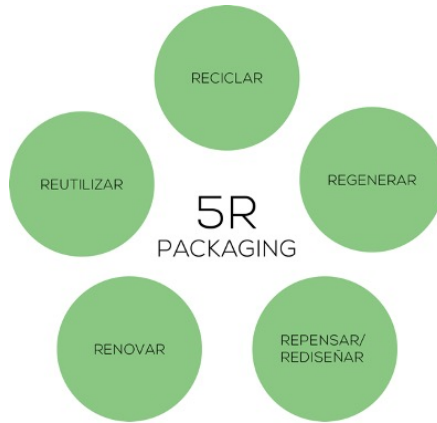 RECICLAR
REUTILIZAR
REGENERAR
5R
PACKAGING
RENOVAR
REPENSAR/
REDISEÑAR